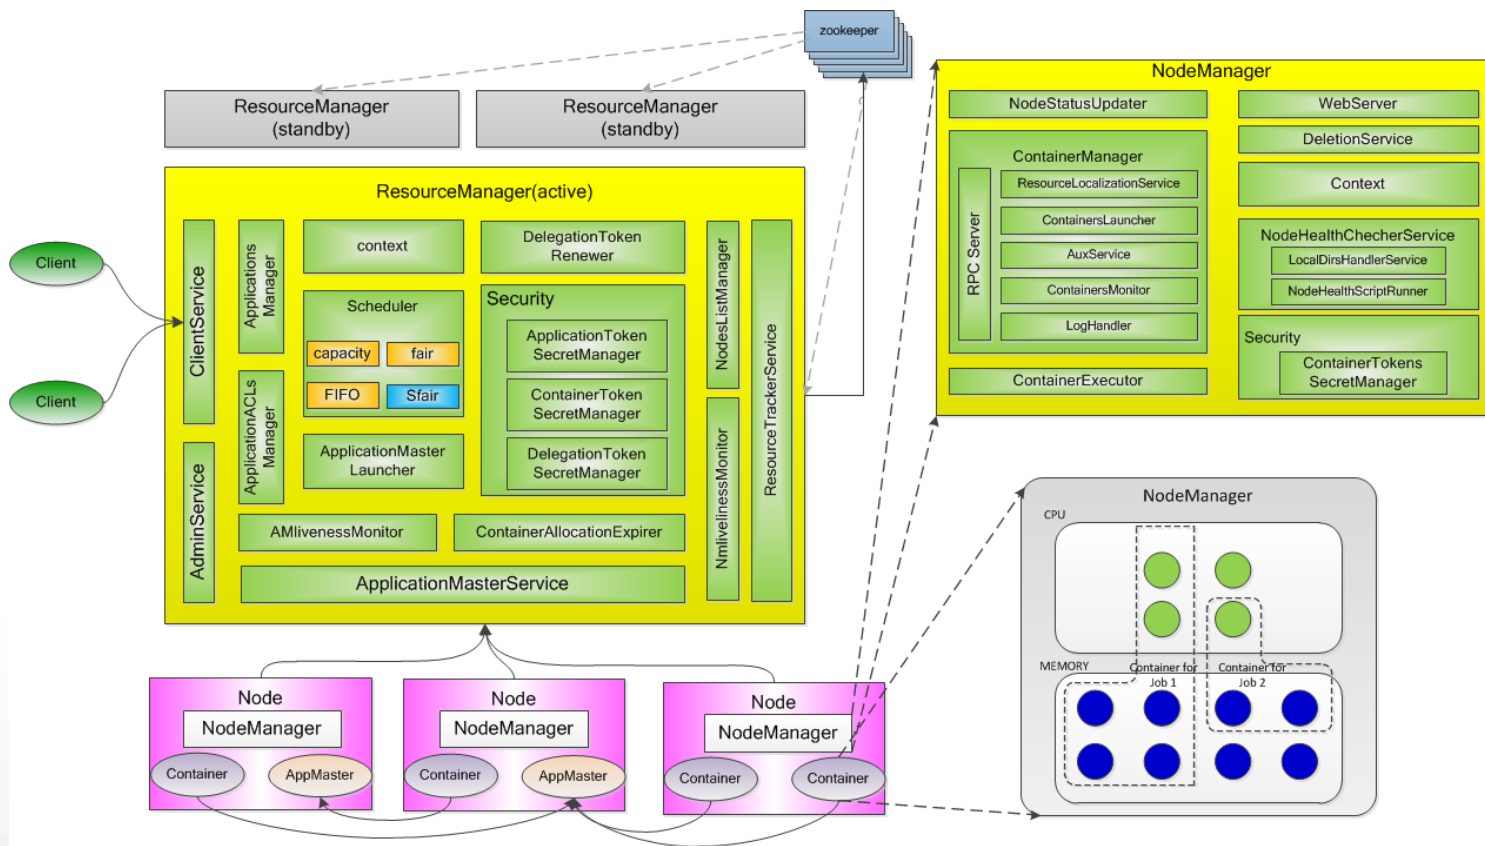 zookeeper
ResourceManager
(standby)
ResourceManager
(standby)
ResourceManager(active)
Client
Client
ClientService
AdminService
Applications
Manager
ApplicationACLs
Manager
context
Scheduler
capacity
fair
FIFO
Sfair
ApplicationMaster
Launcher
DelegationToken
Renewer
Security
ApplicationToken
SecretManager
ContainerToken
SecretManager
DelegationToken
SecretManager
AMlivenessMonitor
ContainerAllocationExpirer
ApplicationMasterService
NodesListManager
NmlivelinessMonitor
ResourceTrackerService
Node
NodeManager
Container
AppMaster
Node
NodeManager
Container
AppMaster
Node
NodeManager
Container
Container
NodeManager
NodeStatusUpdater
ContainerManager
RPC Server
ResourceLocalizationService
ContainersLauncher
AuxService
ContainersMonitor
LogHandler
ContainerExecutor
WebServer
DeletionService
Context
NodeHealthChecherService
LocalDirsHandlerService
NodeHealthScriptRunner
Security
ContainerTokens
SecretManager
NodeManager
CPU
MEMORY
Container for
Job 1
Container for
Job 2